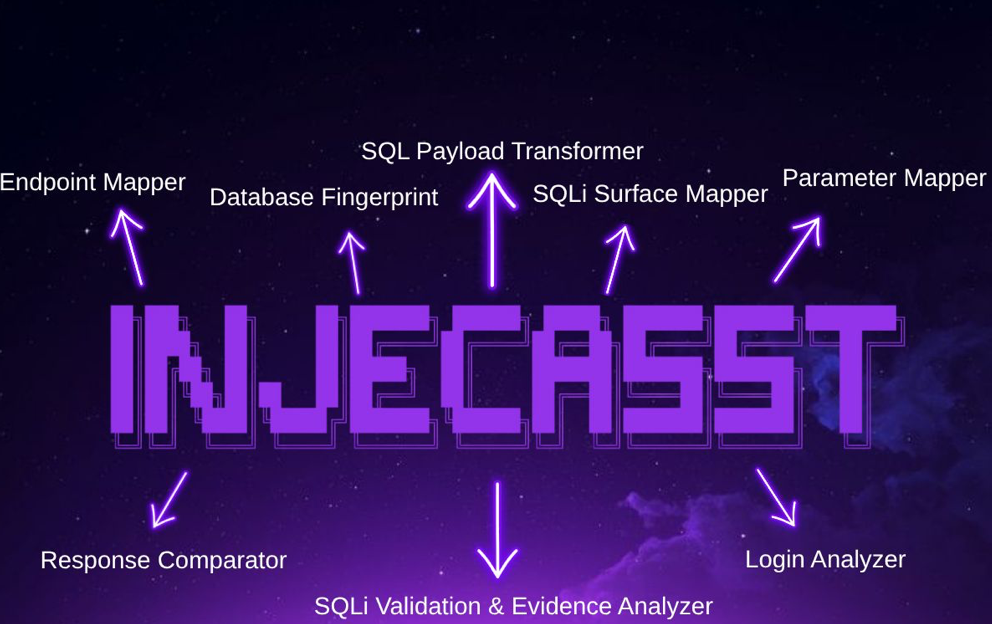 SQL Payload Transformer
Endpoint Mapper
Database Fingerprint
SQLi Surface Mapper
Parameter Mapper
INJECASST
Response Comparator
Login Analyzer
SQLi Validation & Evidence Analyzer